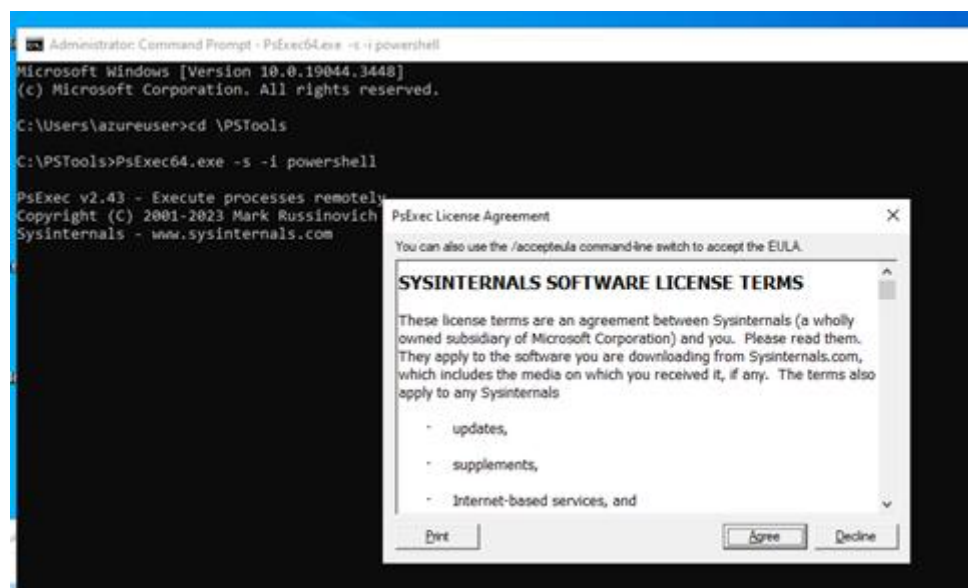 Administrator: Command Prompt - PsExec64.exe -s -i powershell
Microsoft Windows [Version 10.0.19044.3448]
(c) Microsoft Corporation. All rights reserved.
C:\Users\azureuser>cd \PSTools
C:\PSTools>PsExec64.exe -s -i powershell
PsExec v2.43 - Execute processes remotely
Copyright (C) 2001-2023 Mark Russinovich
Sysinternals - www.sysinternals.com
PsExec License Agreement
You can also use the /accepteula command-line switch to accept the EULA.
SYSINTERNALS SOFTWARE LICENSE TERMS
These license terms are an agreement between Sysinternals (a wholly
owned subsidiary of Microsoft Corporation) and you. Please read them.
They apply to the software you are downloading from Sysinternals.com,
which includes the media on which you received it, if any. The terms also
apply to any Sysinternals
· updates,
· supplements,
· Internet-based services, and
Print
Agree
Decline